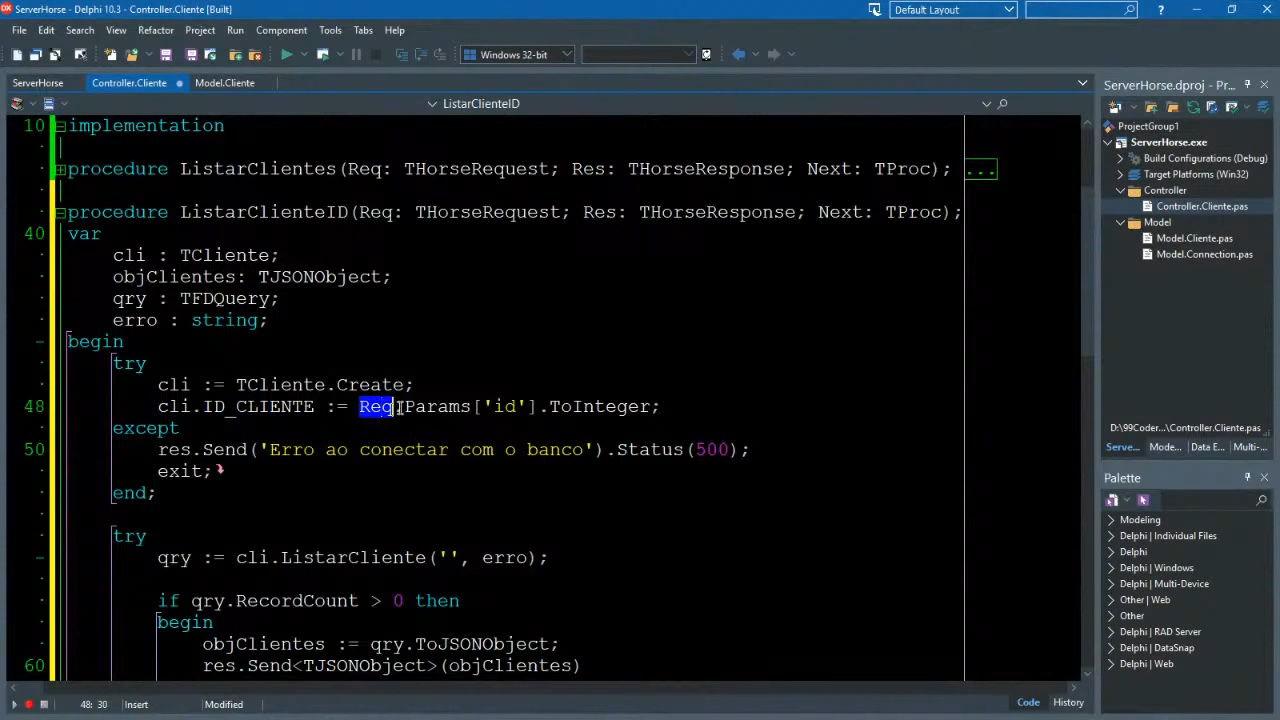 ServerHorse - Delphi 10.3 - Controller.Cliente [Built]
Default Layout
File Edit Search View Refactor Project Run Component Tools Tabs Help
Windows 32-bit
ServerHorse Controller.Cliente Model.Cliente
ListarClienteID
10 implementation
procedure ListarClientes(Req: THorseRequest; Res: THorseResponse; Next: TProc); ...
procedure ListarClienteID(Req: THorseRequest; Res: THorseResponse; Next: TProc);
40 var
cli : TCliente;
objClientes: TJSONObject;
qry : TFDQuery;
erro : string;
begin
try
cli := TCliente.Create;
48 cli.ID_CLIENTE := Req.Params['id'].ToInteger;
except
50 res.Send('Erro ao conectar com o banco').Status(500);
exit;
end;
try
qry := cli.ListarCliente('', erro);
if qry.RecordCount > 0 then
begin
objClientes := qry.ToJSONObject;
60 res.Send<TJSONObject>(objClientes)
48: 30 Insert Modified Code History
ServerHorse.dproj - Pr...
ProjectGroup1
ServerHorse.exe
Build Configurations (Debug)
Target Platforms (Win32)
Controller
Controller.Cliente.pas
Model
Model.Cliente.pas
Model.Connection.pas
D:\99Coder...\Controller.Cliente.pas
Serve... Mode... Data E... Multi-...
Palette
Modeling
Delphi | Individual Files
Delphi
Delphi | Windows
Delphi | Multi-Device
Other | Web
Other
Delphi | RAD Server
Delphi | DataSnap
Delphi | Web